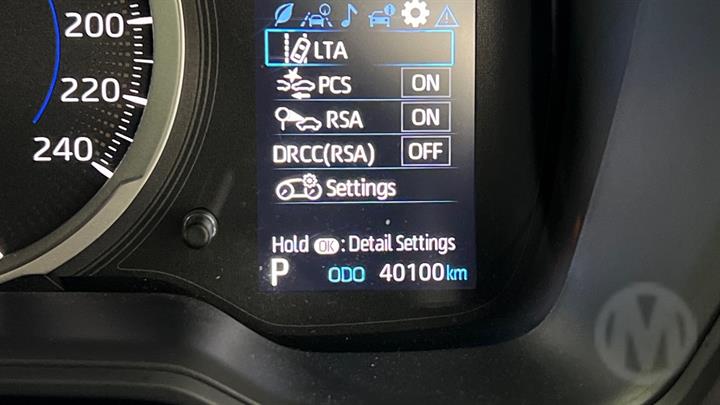 200
220
240
LTA
PCS ON
RSA ON
DRCC(RSA) OFF
Settings
Hold OK : Detail Settings
P ODO 40100 km
M